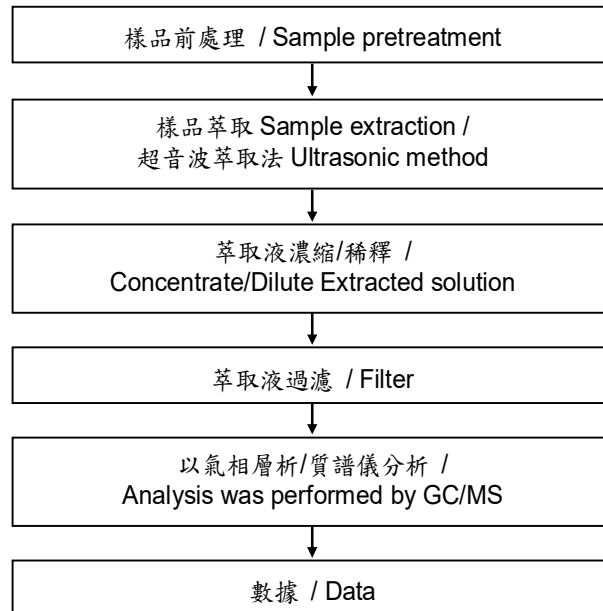 樣品前處理 / Sample pretreatment
樣品萃取 Sample extraction /
超音波萃取法 Ultrasonic method
萃取液濃縮/稀釋 /
Concentrate/Dilute Extracted solution
萃取液過濾 / Filter
以氣相層析/質譜儀分析 /
Analysis was performed by GC/MS
數據 / Data